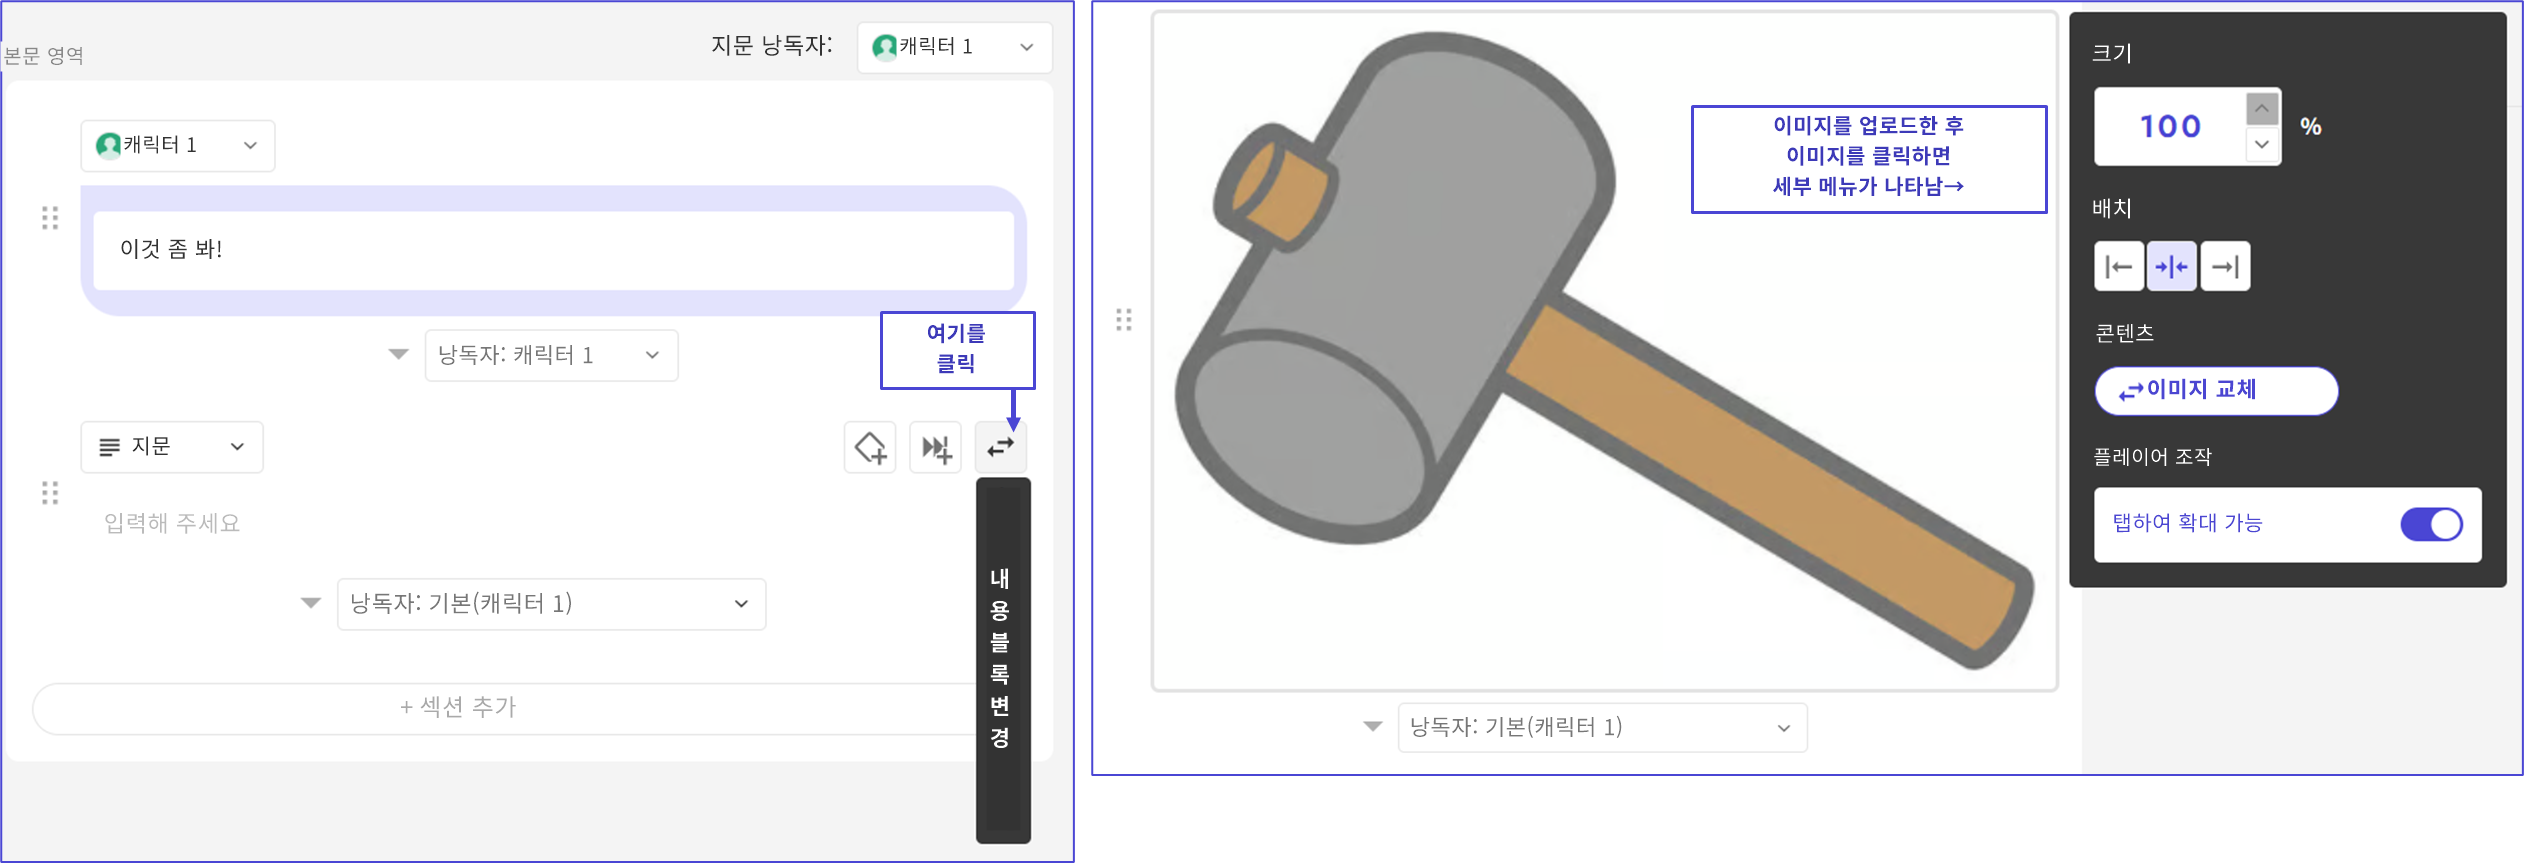 본문 영역
지문 낭독자:
캐릭터 1
캐릭터 1
이것 좀 봐!
낭독자: 캐릭터 1
여기를
클릭
지문
입력해 주세요
낭독자: 기본(캐릭터 1)
+ 섹션 추가
내
용
블
록
변
경
이미지를 업로드한 후
이미지를 클릭하면
세부 메뉴가 나타남→
낭독자: 기본(캐릭터 1)
크기
100 %
배치
콘텐츠
이미지 교체
플레이어 조작
탭하여 확대 가능